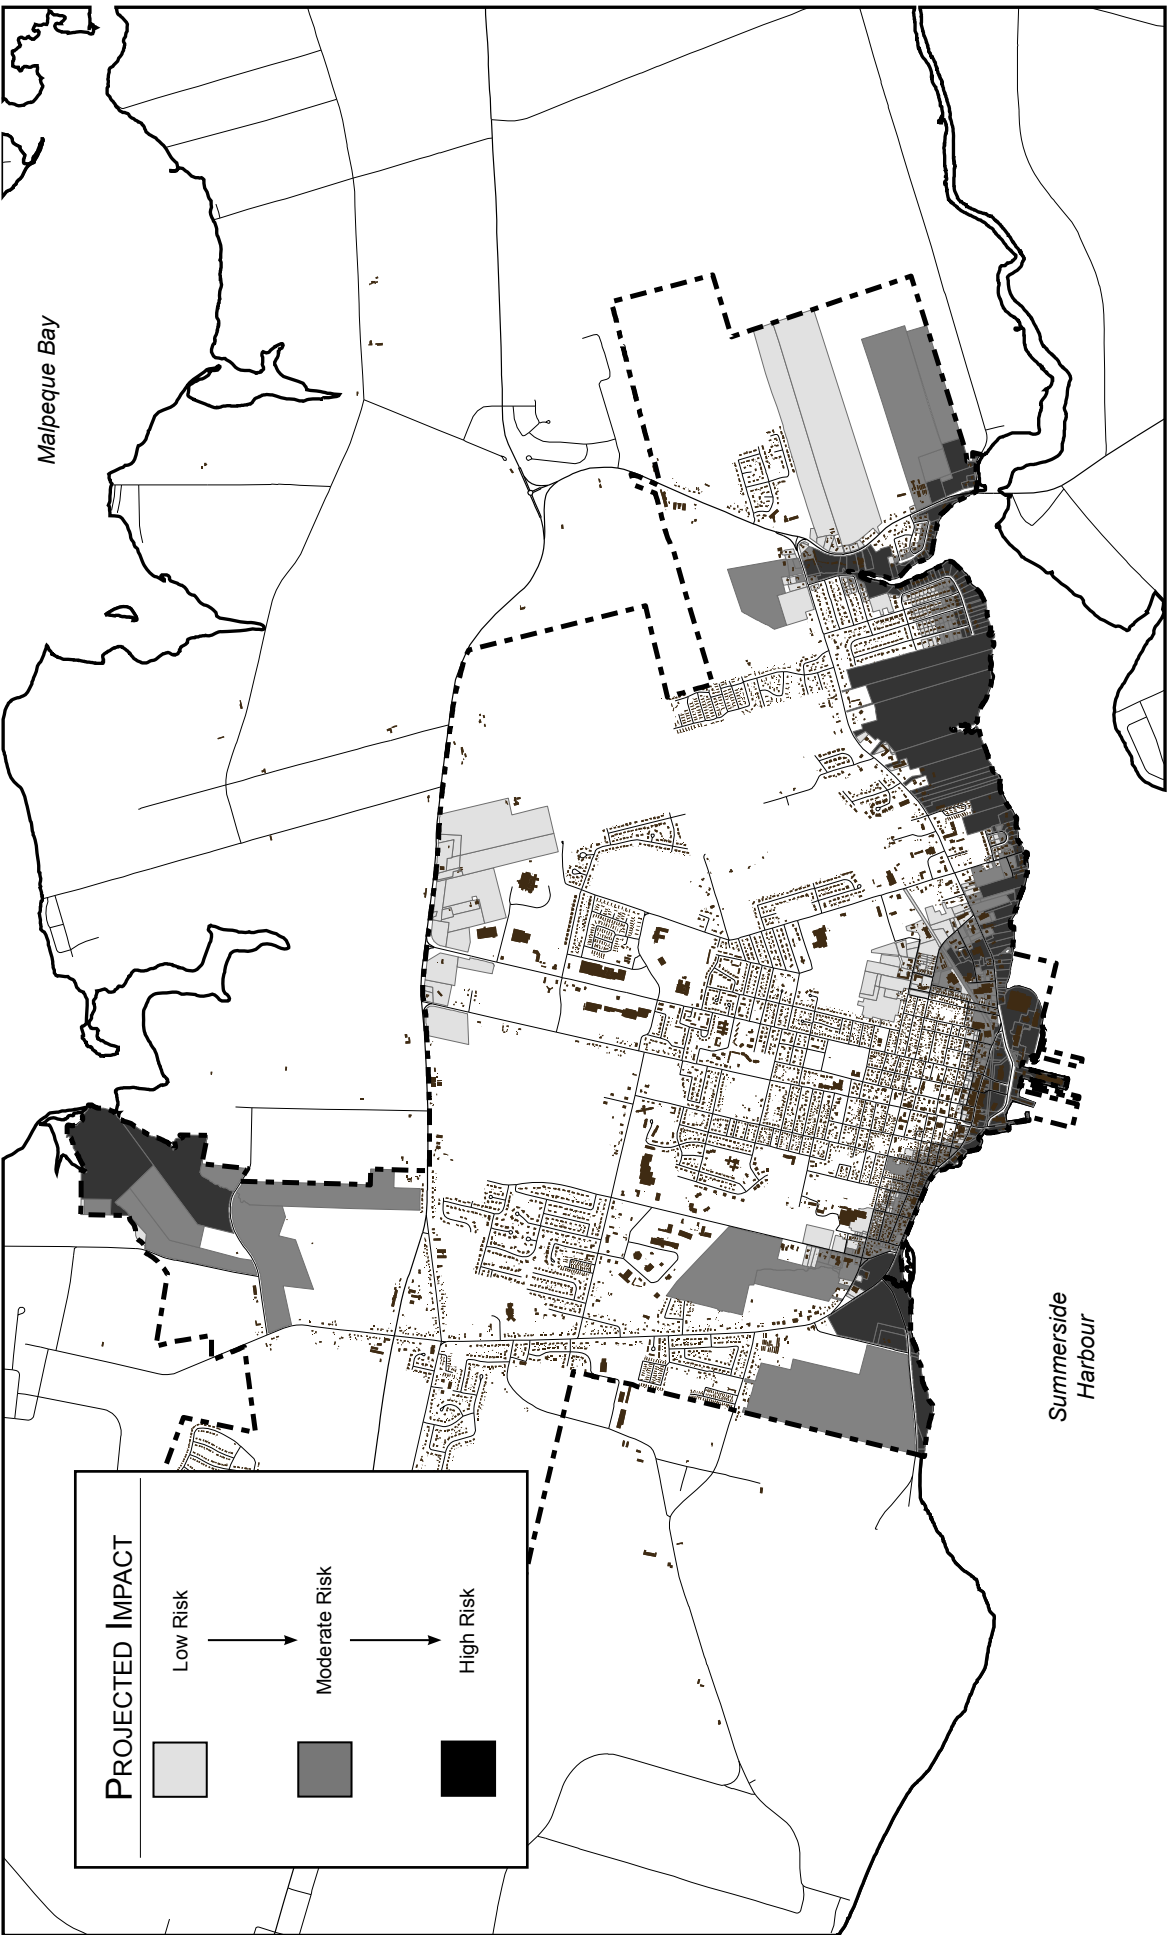 Malpeque Bay
PROJECTED IMPACT
Low Risk
Moderate Risk
High Risk
Summerside
Harbour